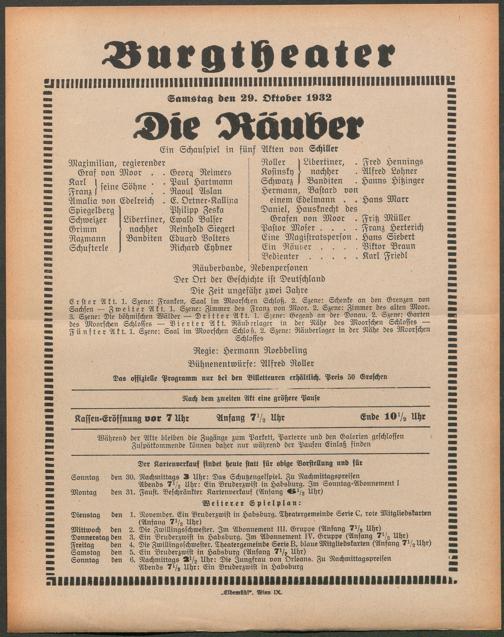 Burgtheater
Samstag den 29. Oktober 1932
Die Räuber
Ein Schauspiel in fünf Akten von Schiller
Maximilian, regierender
Graf von Moor . . Georg Reimers
Karl } seine Söhne . . Paul Hartmann
Franz } Raoul Aslan
Amalia von Edelreich . E. Ortner-Kallina
Spiegelberg Philipp Zeska
Schweizer Libertiner, Ewald Balser
Grimm nachher Reinhold Siegert
Razmann Banditen Eduard Volters
Schufterle Richard Eybner
Roller Libertiner, . Fred Hennings
Kosinsky nachher . Alfred Lohner
Schwarz Banditen . Hanns Hitzinger
Hermann, Bastard von
einem Edelmann . . Hans Marr
Daniel, Hausknecht des
Grafen von Moor . Fritz Müller
Pastor Moser . . . Franz Herterich
Eine Magistratsperson . Hans Siebert
Ein Räuber . . . . Viktor Braun
Bedienter . . . . . Karl Friedl
Räuberbande, Nebenpersonen
Der Ort der Geschichte ist Deutschland
Die Zeit ungefähr zwei Jahre
Erster Akt. 1. Szene: Franken, Saal im Moorschen Schloß. 2. Szene: Schenke an den Grenzen von
Sachsen — Zweiter Akt. 1. Szene: Zimmer des Franz von Moor. 2. Szene: Zimmer des alten Moor.
3. Szene: Die böhmischen Wälder — Dritter Akt. 1. Szene: Gegend an der Donau. 2. Szene: Garten
des Moorschen Schlosses — Vierter Akt. Räuberlager in der Nähe des Moorschen Schlosses —
Fünfter Akt. 1. Szene: Saal im Moorschen Schloß. 2. Szene: Räuberlager in der Nähe des Moorschen
Schlosses
Regie: Hermann Roebbeling
Bühnenentwürfe: Alfred Roller
Das offizielle Programm nur bei den Billetteuren erhältlich. Preis 50 Groschen
Nach dem zweiten Akt eine größere Pause
Kassen-Eröffnung vor 7 Uhr Anfang 7½ Uhr Ende 10½ Uhr
Während der Akte bleiben die Zugänge zum Parkett, Parterre und den Galerien geschlossen
Zuspätkommende können daher nur während der Pausen Einlaß finden
Der Kartenverkauf findet heute statt für obige Vorstellung und für
Sonntag den 30. Nachmittags 3 Uhr: Das Schutzengelspiel. Zu Nachmittagspreisen
Abends 7½ Uhr: Ein Bruderzwist in Habsburg. Im Sonntag-Abonnement I
Montag den 31. Faust. Beschränkter Kartenverkauf (Anfang 6½ Uhr)
Weiterer Spielplan:
Dienstag den 1. November. Ein Bruderzwist in Habsburg. Theatergemeinde Serie C, rote Mitgliedskarten
(Anfang 7½ Uhr)
Mittwoch den 2. Die Zwillingsschwester. Im Abonnement III. Gruppe (Anfang 7½ Uhr)
Donnerstag den 3. Ein Bruderzwist in Habsburg. Im Abonnement IV. Gruppe (Anfang 7½ Uhr)
Freitag den 4. Die Zwillingsschwester. Theatergemeinde Serie B, blaue Mitgliedskarten (Anfang 7½ Uhr)
Samstag den 5. Ein Bruderzwist in Habsburg (Anfang 7½ Uhr)
Sonntag den 6. Nachmittags 2½ Uhr: Die Jungfrau von Orleans. Zu Nachmittagspreisen
Abends 7½ Uhr: Ein Bruderzwist in Habsburg
„Elbemühl“, Wien IX.